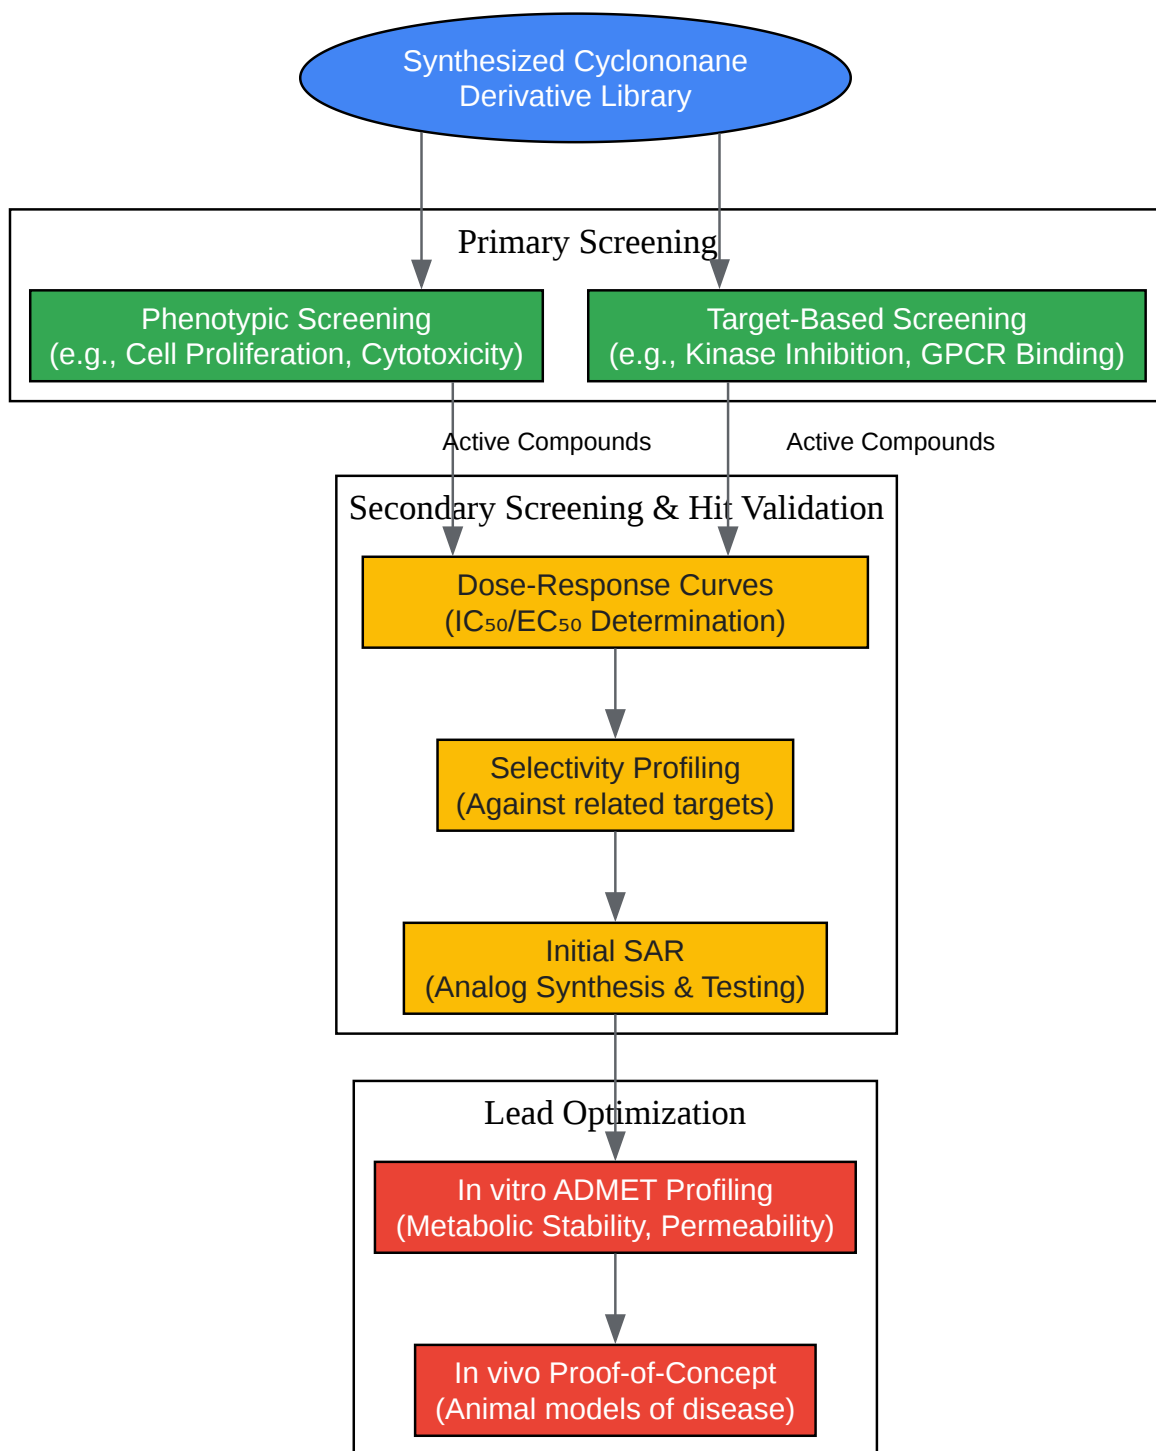 Synthesized Cyclononane
Derivative Library
Primary Screening
Phenotypic Screening
(e.g., Cell Proliferation, Cytotoxicity)
Target-Based Screening
(e.g., Kinase Inhibition, GPCR Binding)
Active Compounds
Active Compounds
Secondary Screening & Hit Validation
Dose-Response Curves
(IC₅₀/EC₅₀ Determination)
Selectivity Profiling
(Against related targets)
Initial SAR
(Analog Synthesis & Testing)
Lead Optimization
In vitro ADMET Profiling
(Metabolic Stability, Permeability)
In vivo Proof-of-Concept
(Animal models of disease)